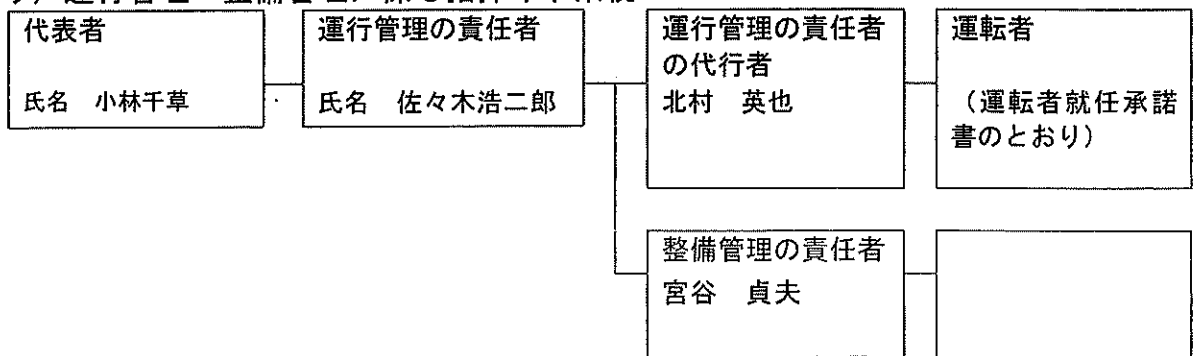 代表者
氏名 小林千草
運行管理の責任者
氏名 佐々木浩二郎
運行管理の責任者
の代行者
北村 英也
運転者
(運転者就任承諾
書のとおり)
整備管理の責任者
宮谷 貞夫